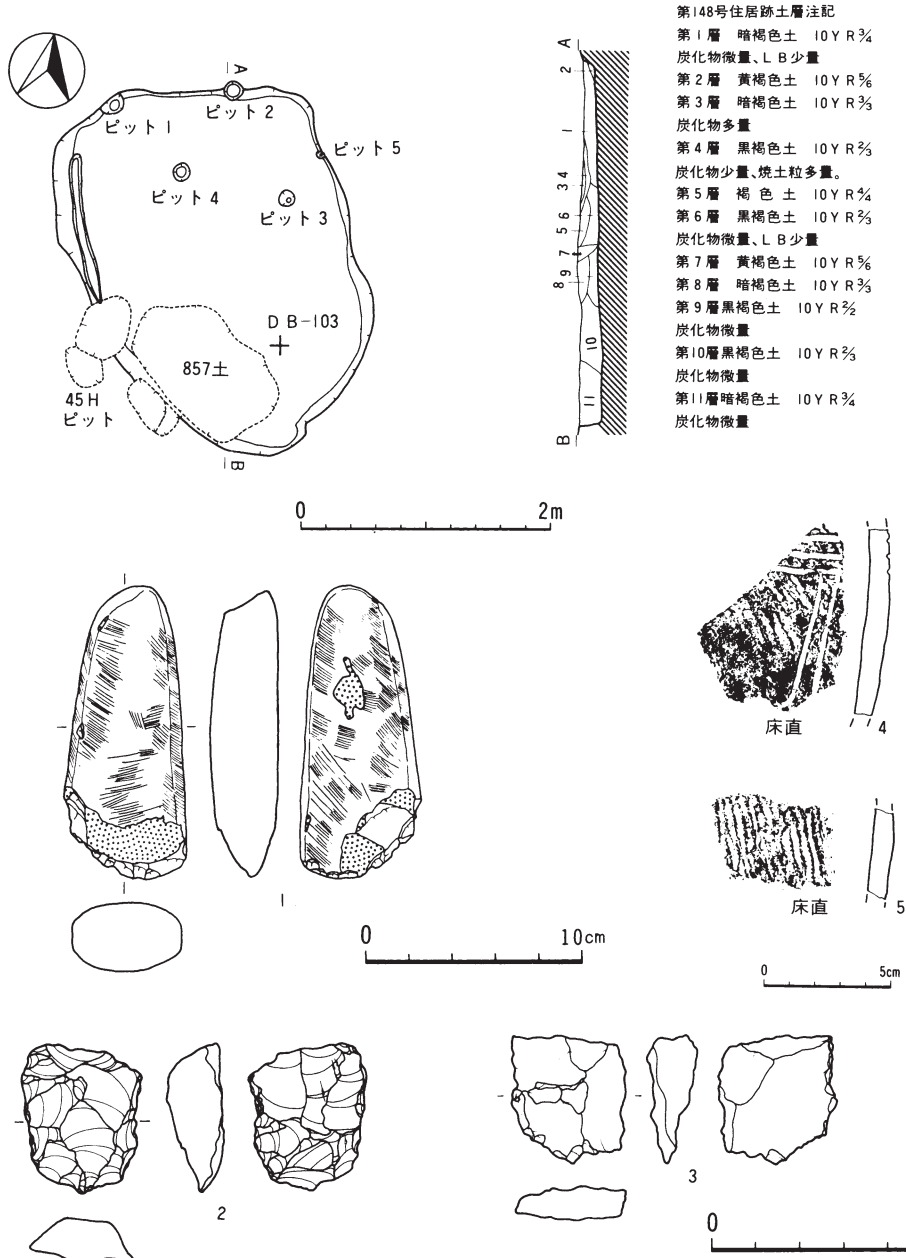 第148号住居跡土層注記
第1層 暗褐色土 10YR3/4
炭化物微量、LB少量
第2層 黄褐色土 10YR5/6
第3層 暗褐色土 10YR3/3
炭化物多量
第4層 黒褐色土 10YR2/3
炭化物少量、焼土粒多量。
第5層 褐色土 10YR4/4
第6層 黒褐色土 10YR2/3
炭化物微量、LB少量
第7層 黄褐色土 10YR5/6
第8層 暗褐色土 10YR3/3
第9層黒褐色土 10YR2/2
炭化物微量
第10層黒褐色土 10YR2/3
炭化物微量
第11層暗褐色土 10YR3/4
炭化物微量
A
ピット1
ピット2
ピット5
ピット4
ピット3
DB-103
857土
45H
ピット
B
A
2
1
3 4
6
5
7
9
8
10
11
B
0 2m
1
0 10cm
床直
4
床直
5
0 5cm
2
3
0